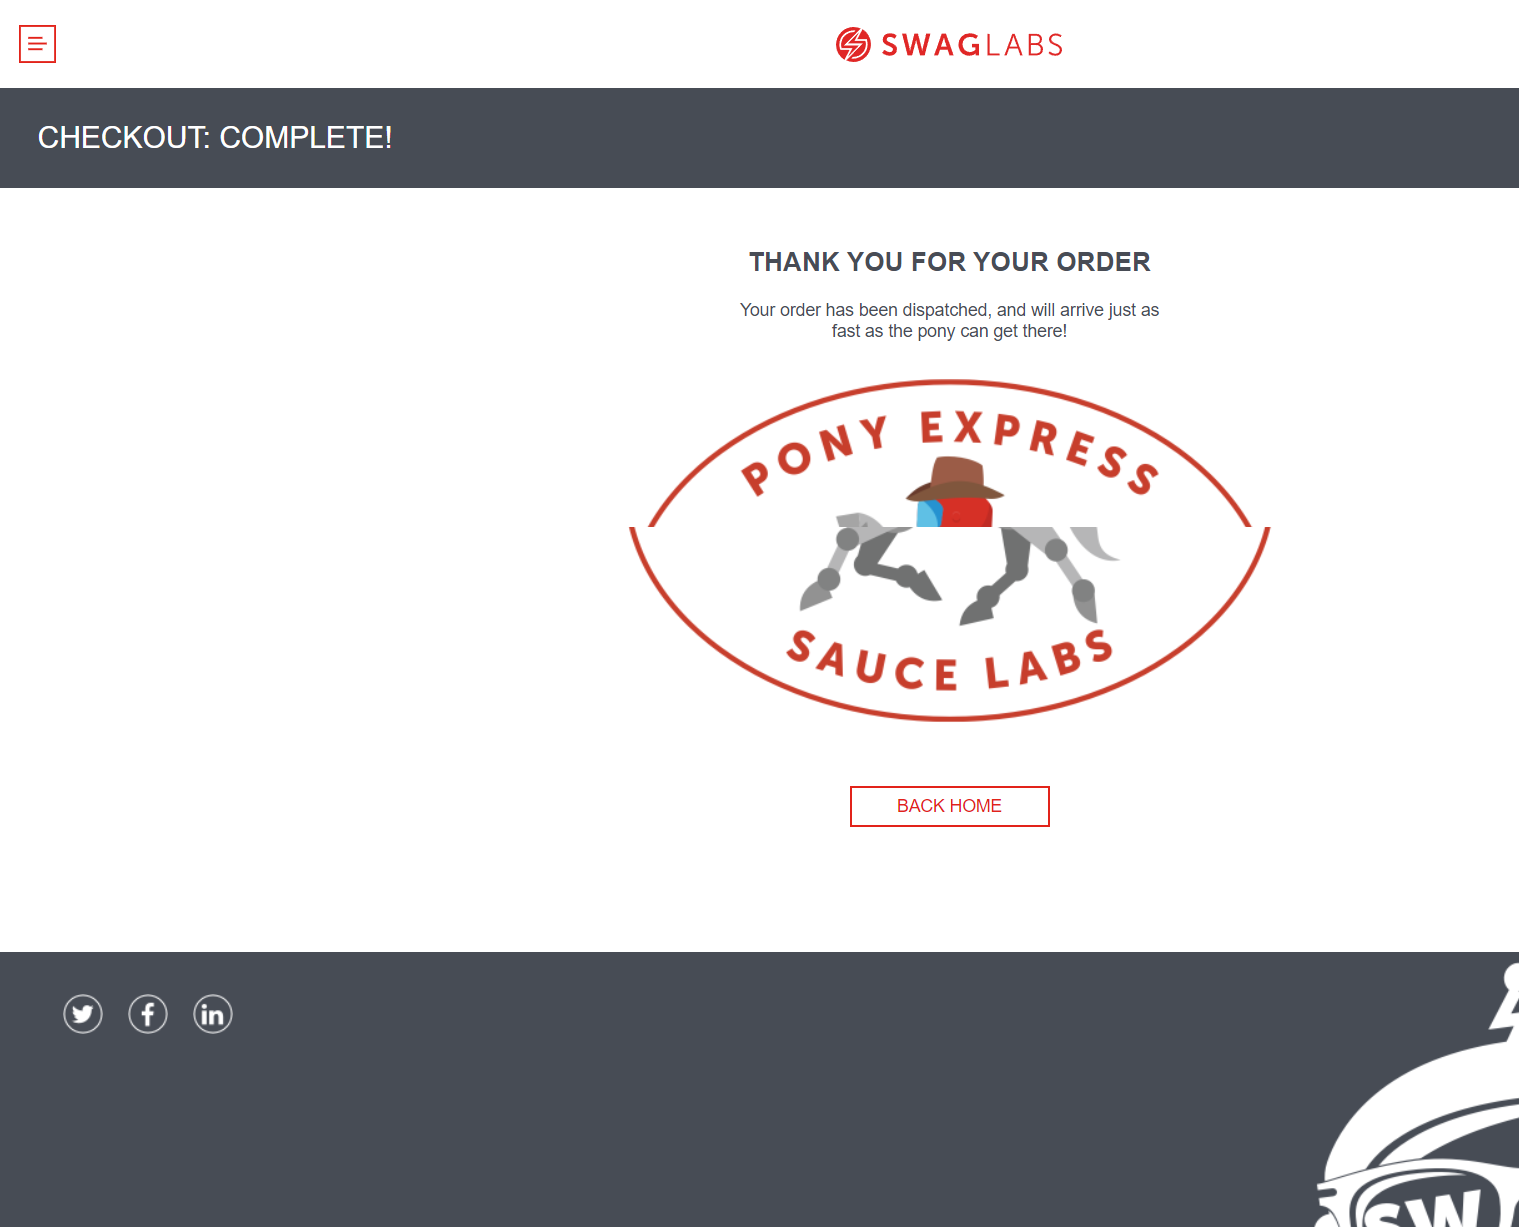 SWAGLABS
CHECKOUT: COMPLETE!
THANK YOU FOR YOUR ORDER
Your order has been dispatched, and will arrive just as
fast as the pony can get there!
PONY EXPRESS
SAUCE LABS
BACK HOME
SW